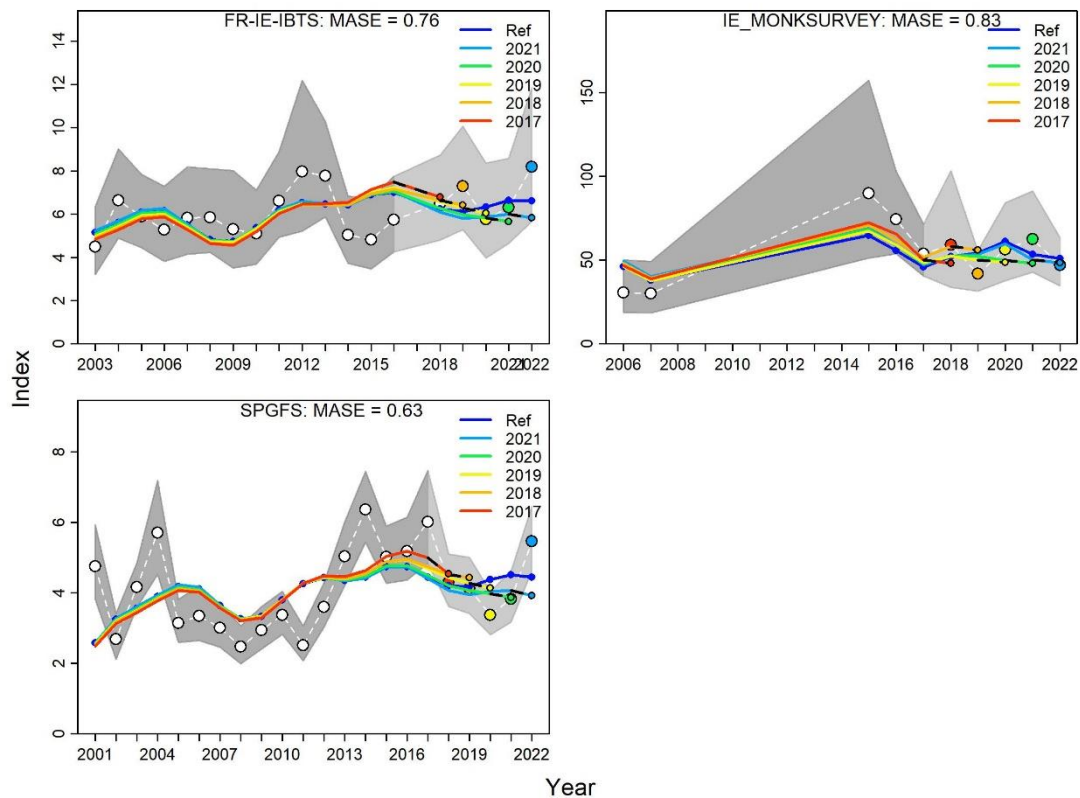 FR-IE-IBTS: MASE = 0.76
14
12
10
8
6
4
2
0
Ref
2021
2020
2019
2018
2017
2003 2006 2009 2012 2015 2018 2021 2022
IE_MONKSURVEY: MASE = 0.83
150
100
50
0
Ref
2021
2020
2019
2018
2017
2006 2008 2010 2012 2014 2016 2018 2020 2022
Index
SPGFS: MASE = 0.63
8
6
4
2
0
Ref
2021
2020
2019
2018
2017
2001 2004 2007 2010 2013 2016 2019 2022
Year